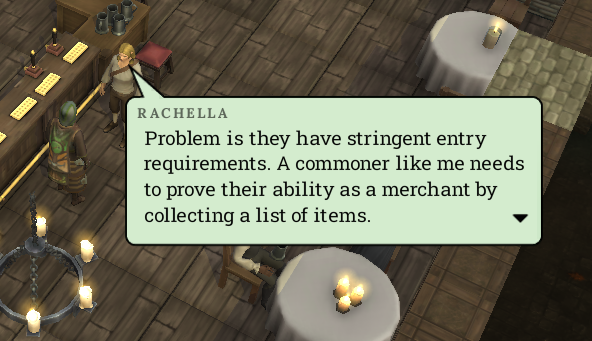 RACHELLA
Problem is they have stringent entry
requirements. A commoner like me needs
to prove their ability as a merchant by
collecting a list of items.